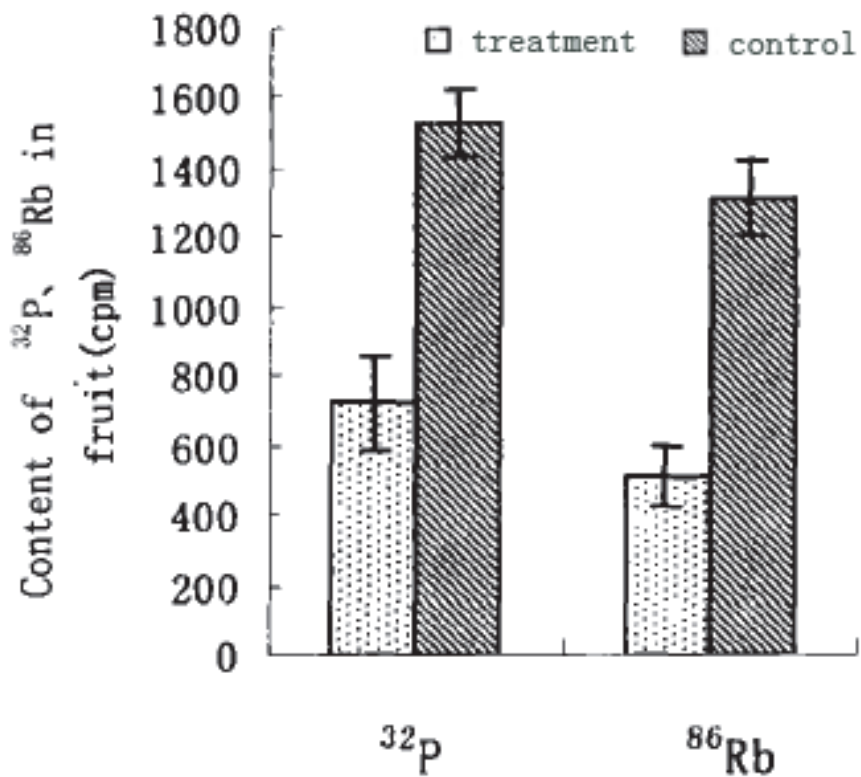 1800
treatment control
1600
1400
1200
1000
800
600
400
200
0
Content of ³²P、⁸⁶Rb in
fruit(cpm)
³²P ⁸⁶Rb